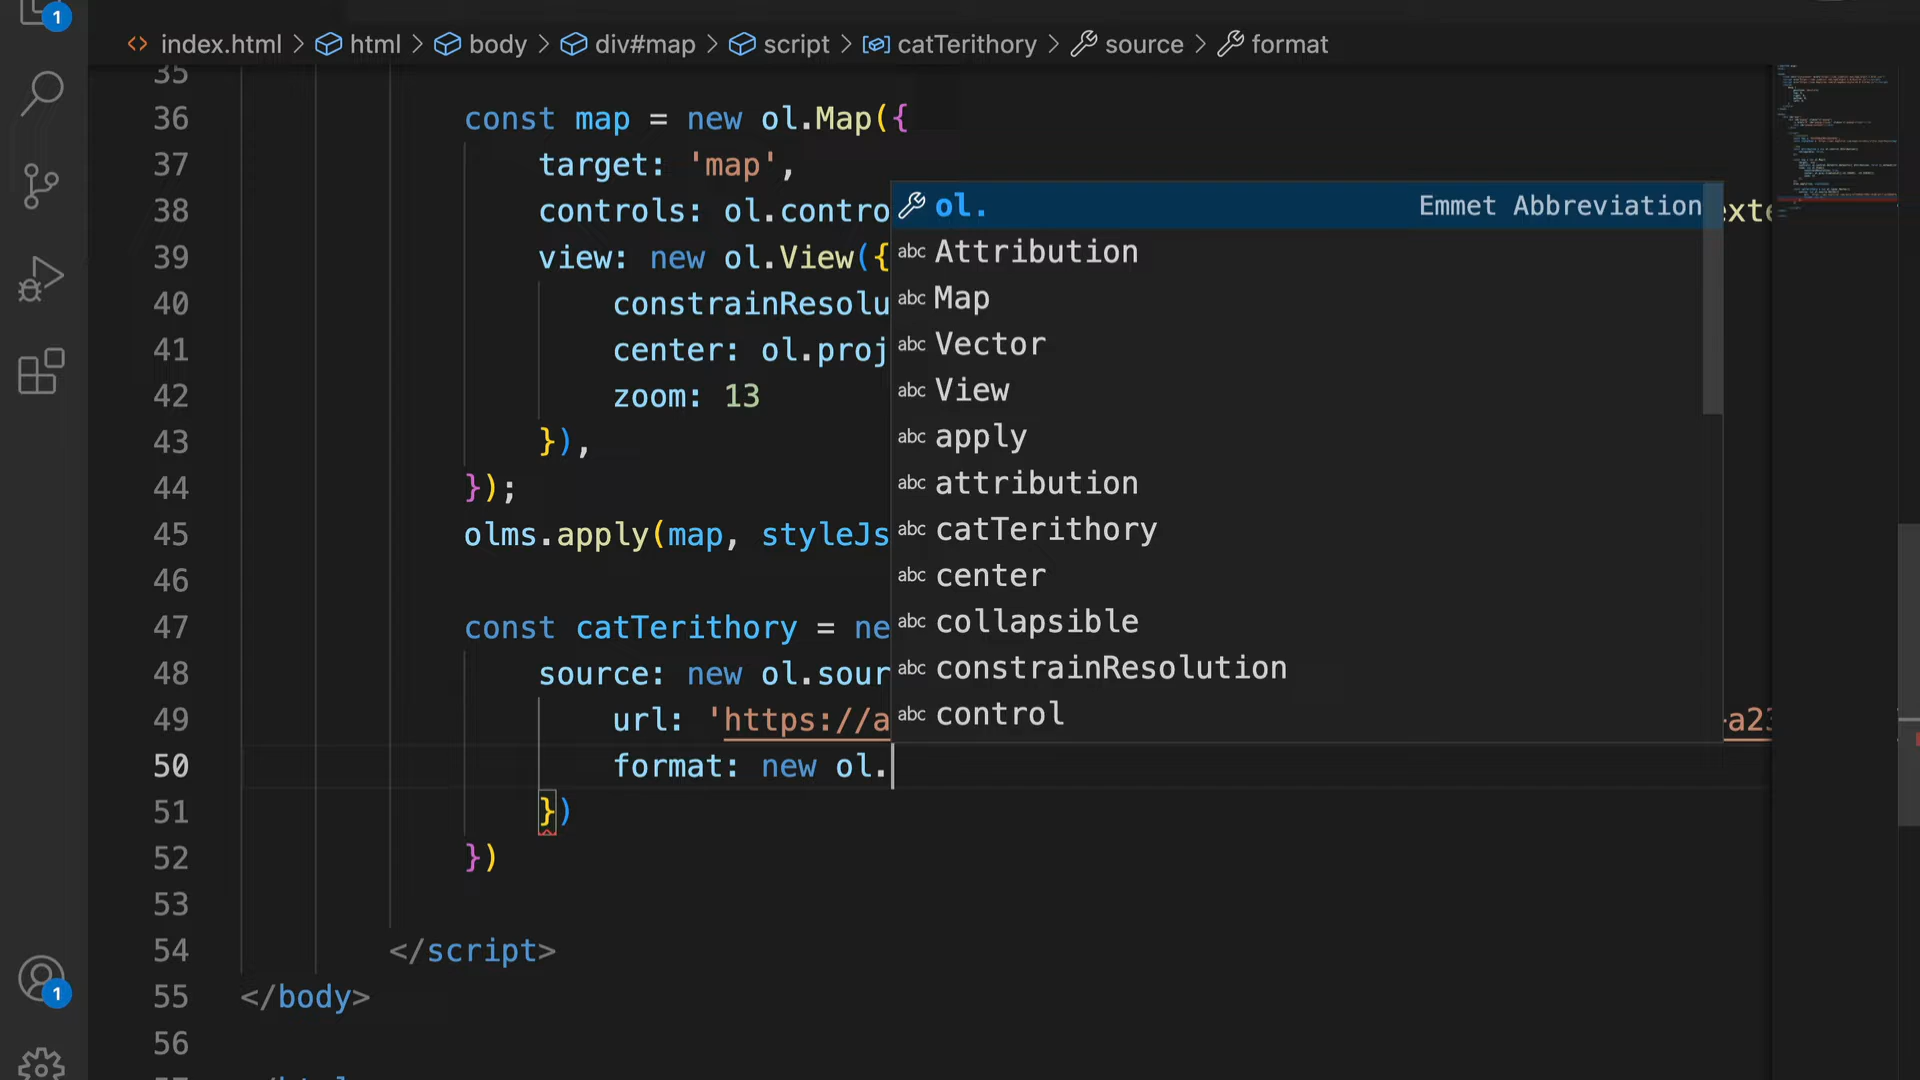 1
index.html > html > body > div#map > script > catTerithory > source > format
35
36 const map = new ol.Map({
37 target: 'map',
38 controls: ol.contro
39 view: new ol.View({
40 constrainResolu
41 center: ol.proj
42 zoom: 13
43 }),
44 });
45 olms.apply(map, styleJs
46
47 const catTerithory = ne
48 source: new ol.sour
49 url: 'https://a
50 format: new ol.
51 })
52 })
53
54 </script>
55 </body>
56
ol. Emmet Abbreviation
abc Attribution
abc Map
abc Vector
abc View
abc apply
abc attribution
abc catTerithory
abc center
abc collapsible
abc constrainResolution
abc control
1